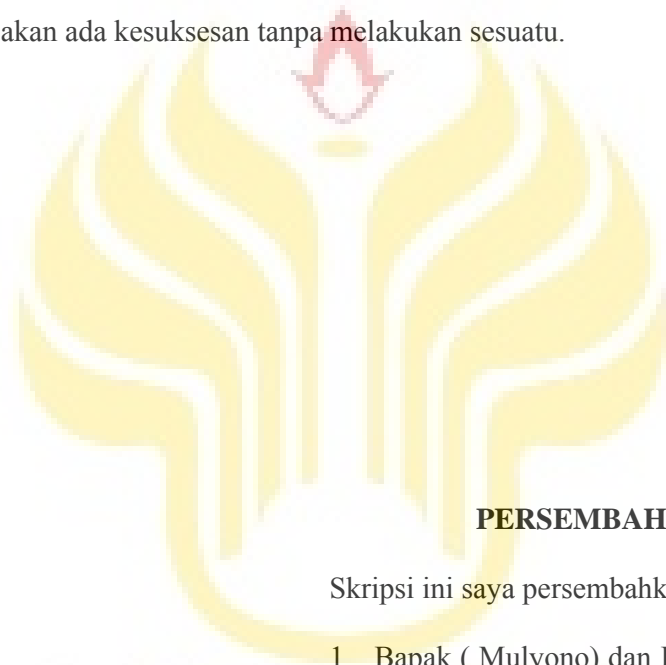 akan ada kesuksesan tanpa melakukan sesuatu.
PERSEMBAH
Skripsi ini saya persembahk
1. Bapak ( Mulyono) dan